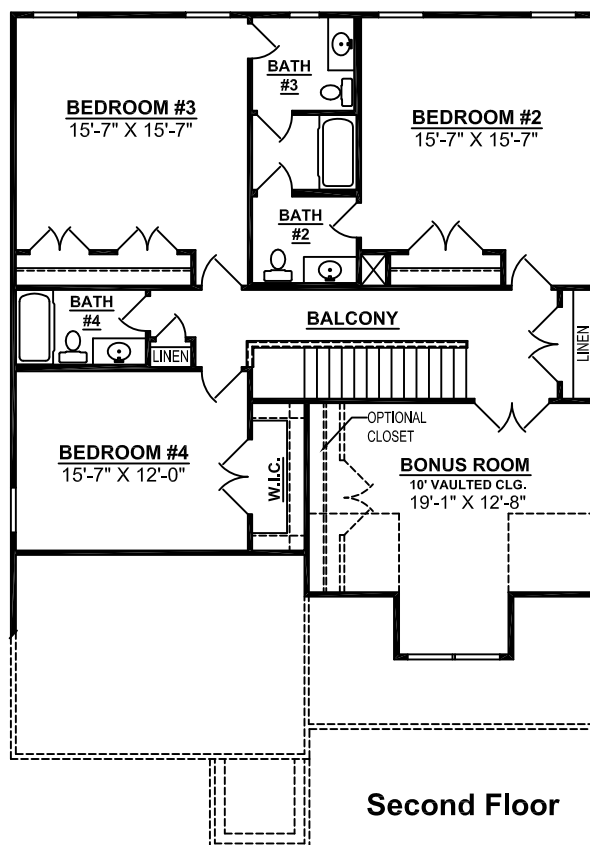 BATH
#3
BEDROOM #3
15'-7" X 15'-7"
BEDROOM #2
15'-7" X 15'-7"
BATH
#2
BATH
#4
LINEN
BALCONY
LINEN
OPTIONAL
CLOSET
BEDROOM #4
15'-7" X 12'-0"
W.I.C.
BONUS ROOM
10' VAULTED CLG.
19'-1" X 12'-8"
Second Floor